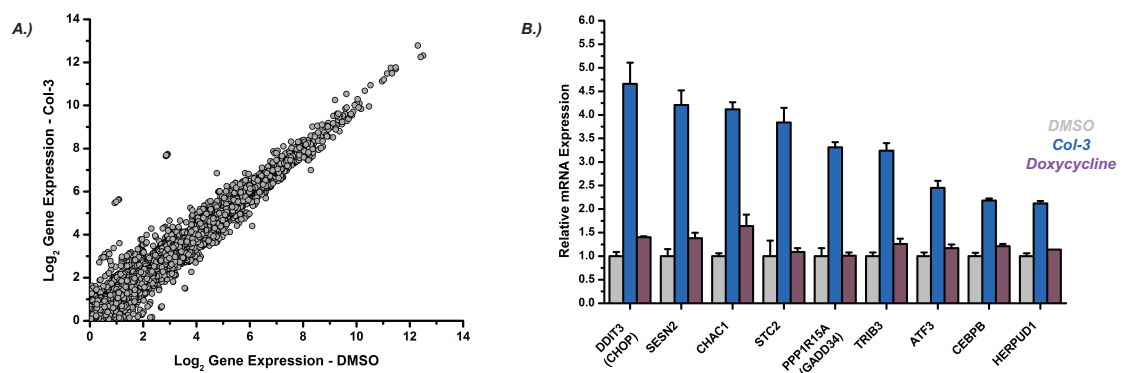 A.)
14
12
10
8
6
4
2
0
Log2 Gene Expression - Col-3
0 2 4 6 8 10 12 14
Log2 Gene Expression - DMSO
B.)
6.0
5.5
5.0
4.5
4.0
3.5
3.0
2.5
2.0
1.5
1.0
0.5
0.0
Relative mRNA Expression
DMSO
Col-3
Doxycycline
DDIT3
(CHOP)
SESN2
CHAC1
STC2
PPP1R15A
(GADD34)
TRIB3
ATF3
CEBPB
HERPUD1